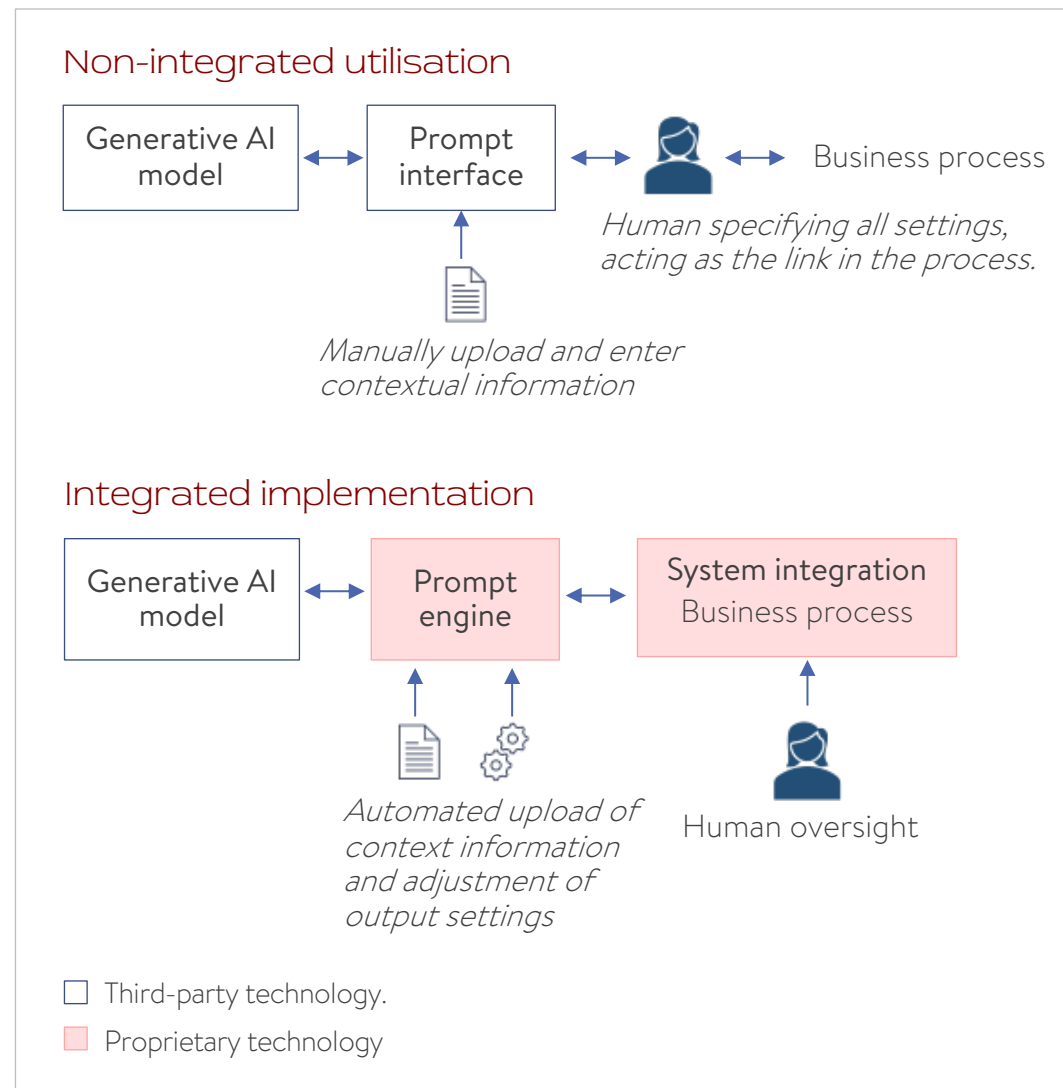 Non-integrated utilisation
Generative AI
model
Prompt
interface
Business process
Human specifying all settings,
acting as the link in the process.
Manually upload and enter
contextual information
Integrated implementation
Generative AI
model
Prompt
engine
System integration
Business process
Automated upload of
context information
and adjustment of
output settings
Human oversight
Third-party technology.
Proprietary technology